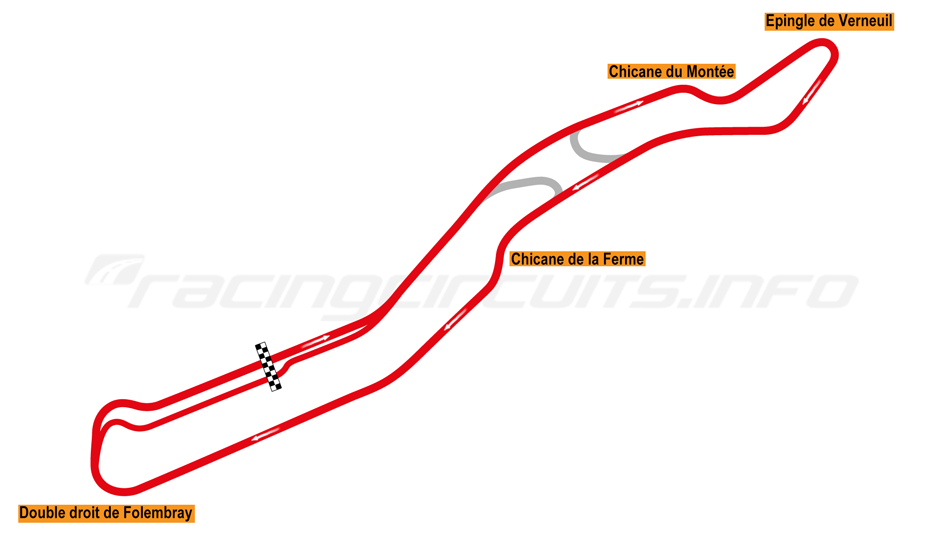 Epingle de Verneuil
Chicane du Montée
Chicane de la Ferme
racingcircuits.info
Double droit de Folembray